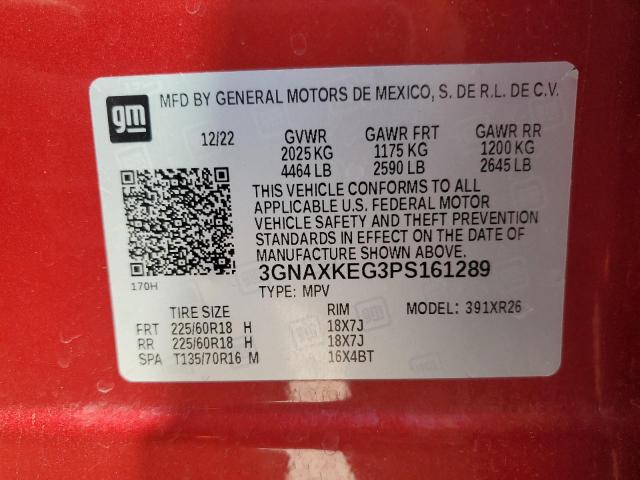 gm
MFD BY GENERAL MOTORS DE MEXICO, S. DE R.L. DE C.V.
12/22 GVWR GAWR FRT GAWR RR
2025 KG 1175 KG 1200 KG
4464 LB 2590 LB 2645 LB
THIS VEHICLE CONFORMS TO ALL
APPLICABLE U.S. FEDERAL MOTOR
VEHICLE SAFETY AND THEFT PREVENTION
STANDARDS IN EFFECT ON THE DATE OF
MANUFACTURE SHOWN ABOVE.
3GNAXKEG3PS161289
170H TYPE: MPV
TIRE SIZE RIM MODEL: 391XR26
FRT 225/60R18 H 18X7J
RR 225/60R18 H 18X7J
SPA T135/70R16 M 16X4BT